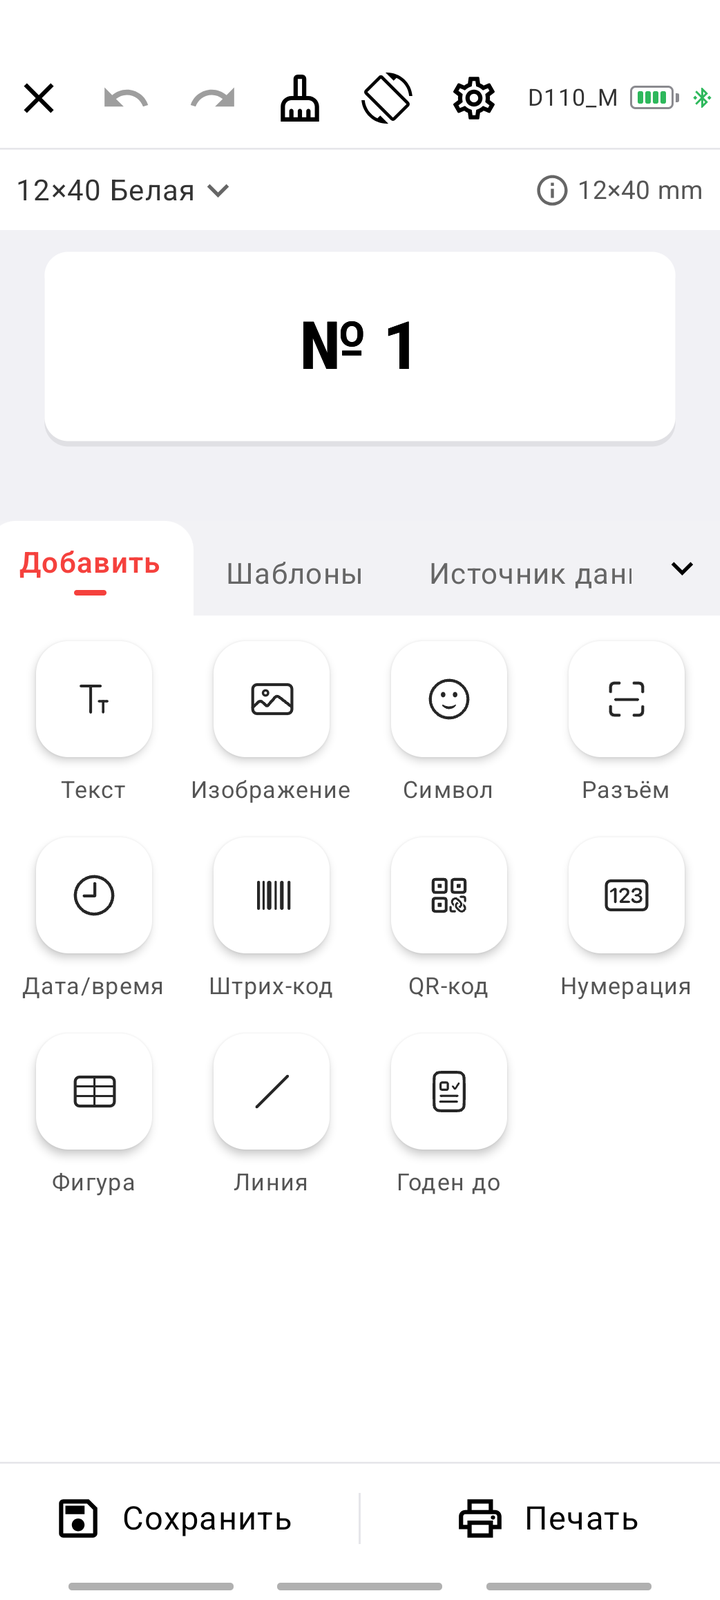 D110_M
12×40 Белая
12×40 mm
№ 1
Добавить
Шаблоны
Источник
Текст
Изображение
Символ
Разъём
Дата/время
Штрих-код
QR-код
123
Нумерация
Фигура
Линия
Годен до
Сохранить
Печать